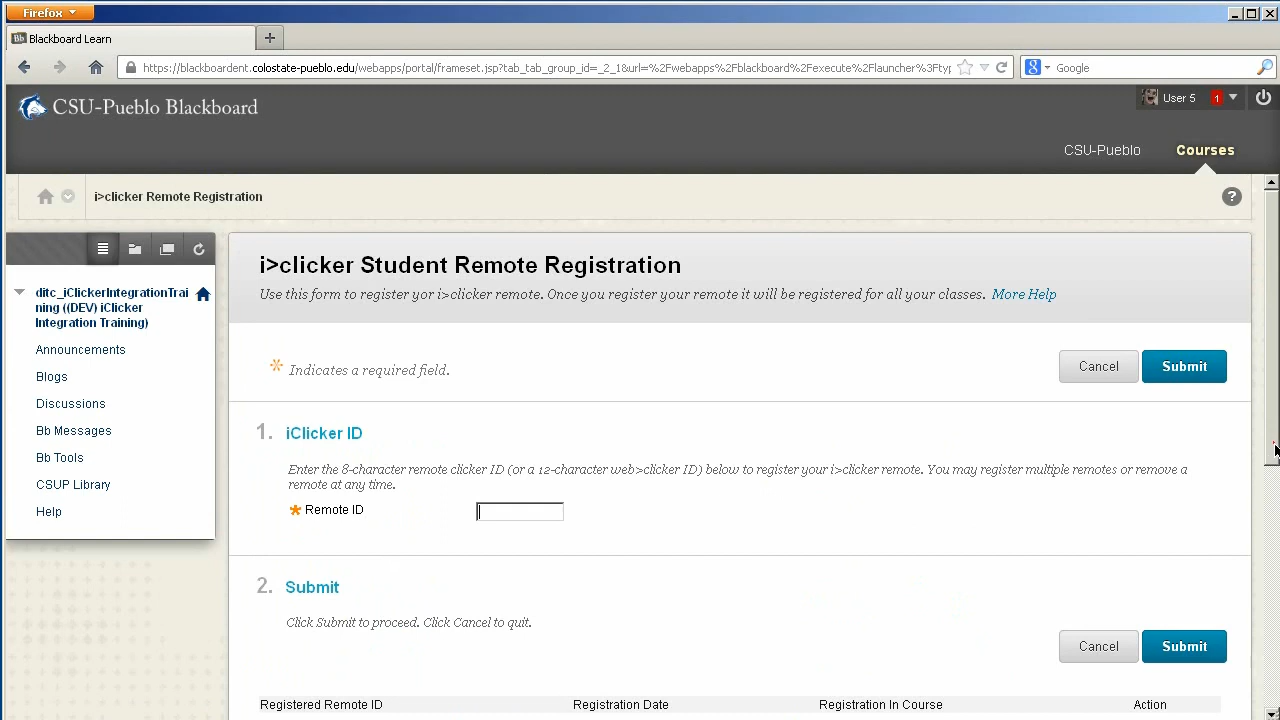 Firefox
Blackboard Learn
https://blackboardent.colostate-pueblo.edu/webapps/portal/frameset.jsp?tab_tab_group_id=_2_1&url=%2Fwebapps%2Fblackboard%2Fexecute%2Flauncher%3Ftyp
Google
CSU-Pueblo Blackboard
User 5
1
CSU-Pueblo
Courses
i>clicker Remote Registration
?
ditc_iClickerIntegrationTrai
ning ((DEV) iClicker
Integration Training)
Announcements
Blogs
Discussions
Bb Messages
Bb Tools
CSUP Library
Help
i>clicker Student Remote Registration
Use this form to register yor i>clicker remote. Once you register your remote it will be registered for all your classes. More Help
* Indicates a required field.
Cancel
Submit
1. iClicker ID
Enter the 8-character remote clicker ID (or a 12-character web>clicker ID) below to register your i>clicker remote. You may register multiple remotes or remove a
remote at any time.
* Remote ID
2. Submit
Click Submit to proceed. Click Cancel to quit.
Cancel
Submit
Registered Remote ID
Registration Date
Registration In Course
Action